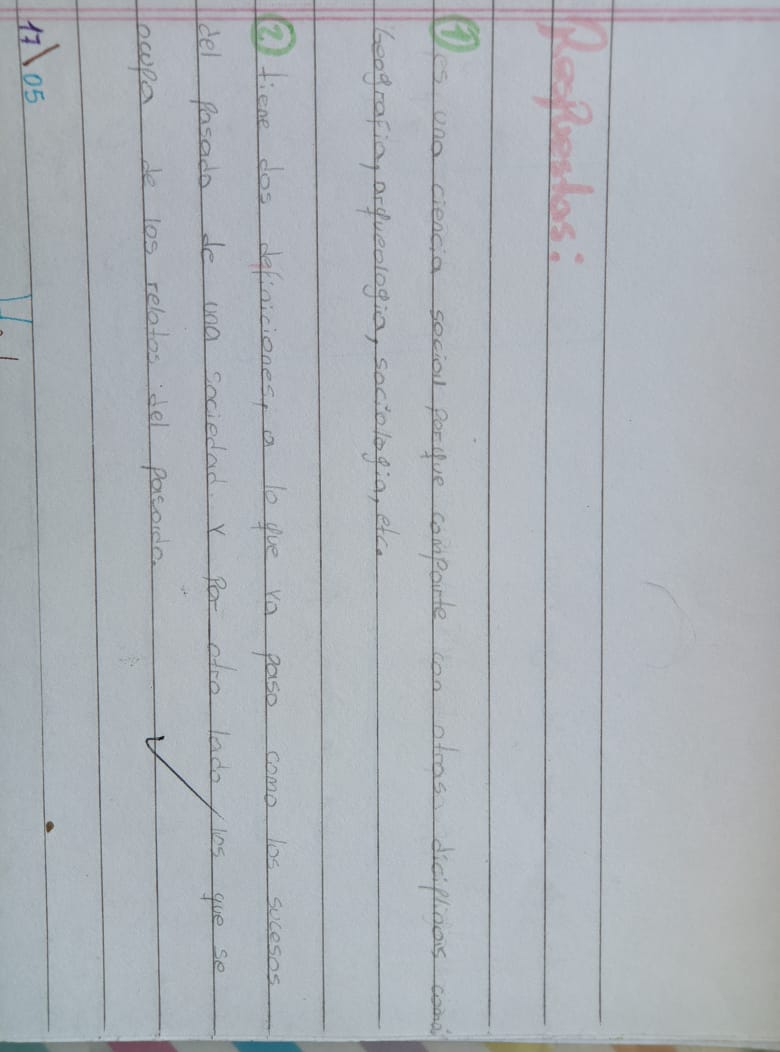 Respuestas:
① es una ciencia social porque comparte con otras diciplinas como
Geografia, arqueologia, sociologia, etc.
② tiene dos definiciones, a lo que ya paso como los sucesos
del pasado de una sociedad. Y Por otro lado los que se
ocupa de los relatos del pasado.
17\05